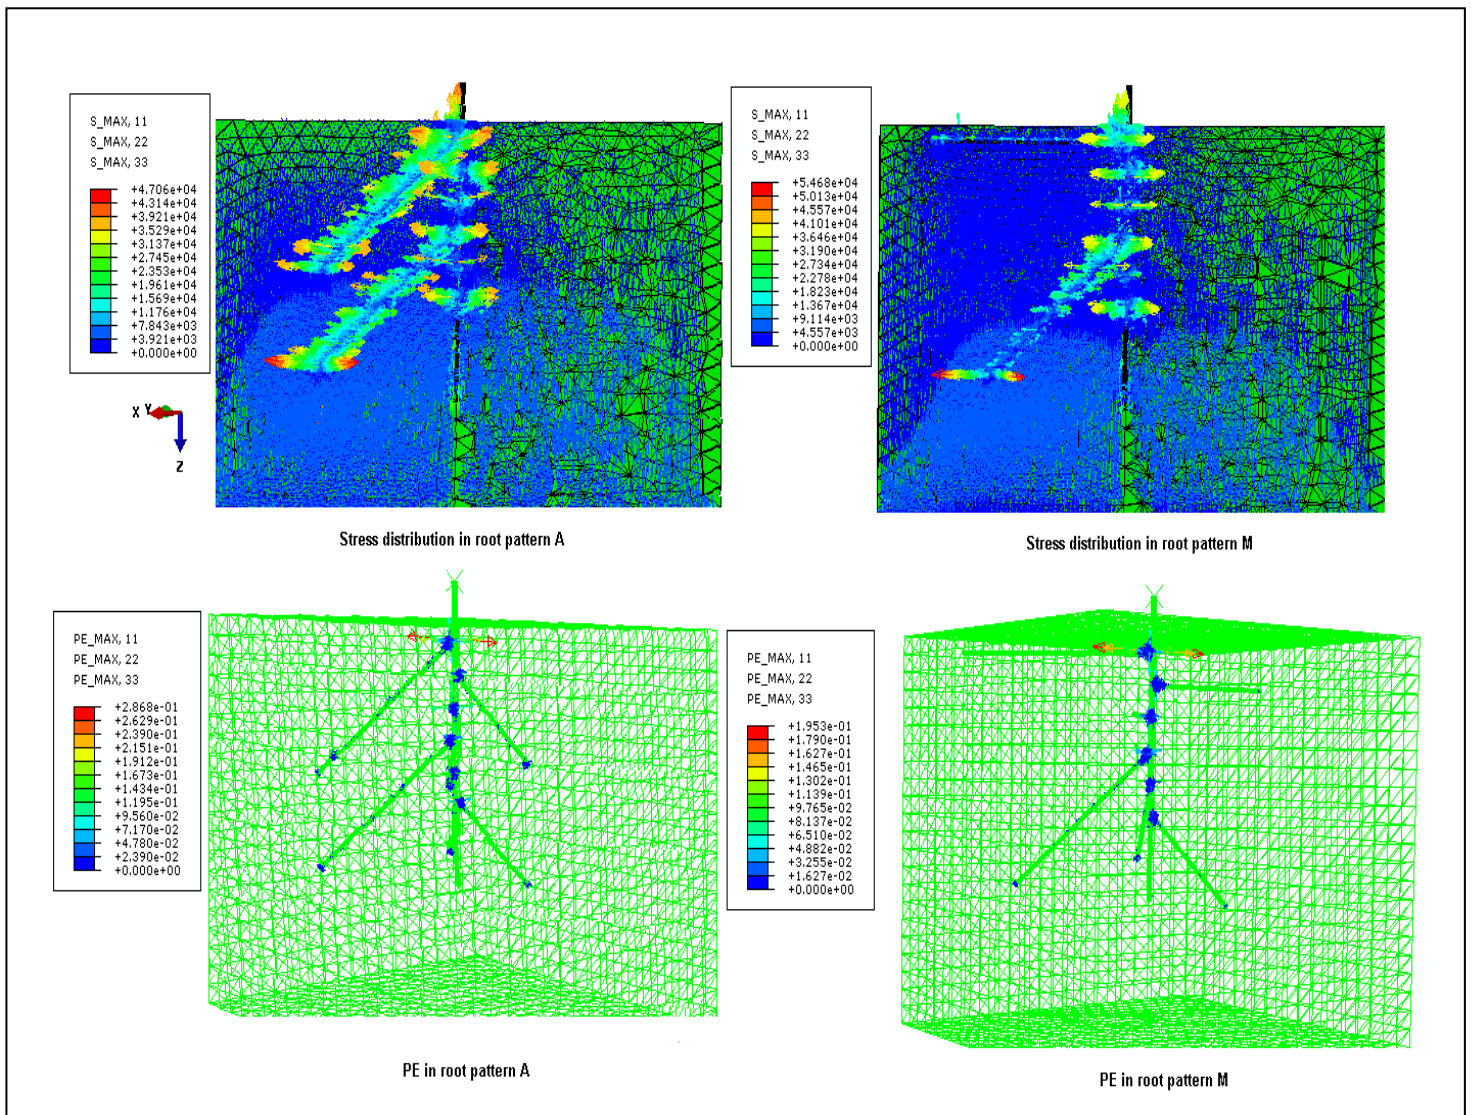 S_MAX, 11
S_MAX, 22
S_MAX, 33
+4.706e+04
+4.314e+04
+3.921e+04
+3.529e+04
+3.137e+04
+2.745e+04
+2.353e+04
+1.961e+04
+1.569e+04
+1.176e+04
+7.843e+03
+3.921e+03
+0.000e+00
X Y
Z
Stress distribution in root pattern A
S_MAX, 11
S_MAX, 22
S_MAX, 33
+5.468e+04
+5.013e+04
+4.557e+04
+4.101e+04
+3.646e+04
+3.190e+04
+2.734e+04
+2.278e+04
+1.823e+04
+1.367e+04
+9.114e+03
+4.557e+03
+0.000e+00
Stress distribution in root pattern M
PE_MAX, 11
PE_MAX, 22
PE_MAX, 33
+2.868e-01
+2.629e-01
+2.390e-01
+2.151e-01
+1.912e-01
+1.673e-01
+1.434e-01
+1.195e-01
+9.560e-02
+7.170e-02
+4.780e-02
+2.390e-02
+0.000e+00
PE in root pattern A
PE_MAX, 11
PE_MAX, 22
PE_MAX, 33
+1.953e-01
+1.790e-01
+1.627e-01
+1.465e-01
+1.302e-01
+1.139e-01
+9.765e-02
+8.137e-02
+6.510e-02
+4.882e-02
+3.255e-02
+1.627e-02
+0.000e+00
PE in root pattern M